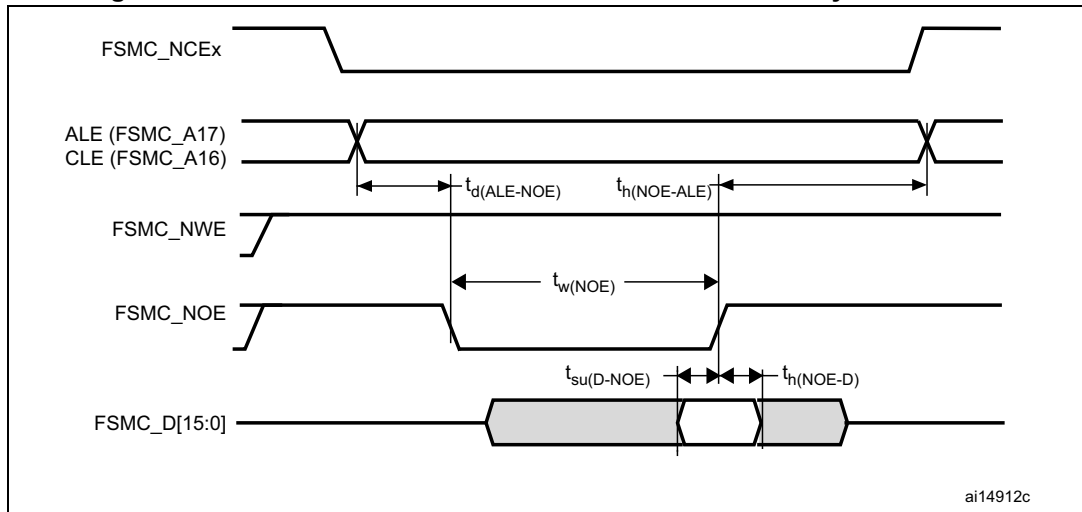 FSMC_NCEx
ALE (FSMC_A17)
CLE (FSMC_A16)
td(ALE-NOE) th(NOE-ALE)
FSMC_NWE
tw(NOE)
FSMC_NOE
tsu(D-NOE) th(NOE-D)
FSMC_D[15:0]
ai14912c